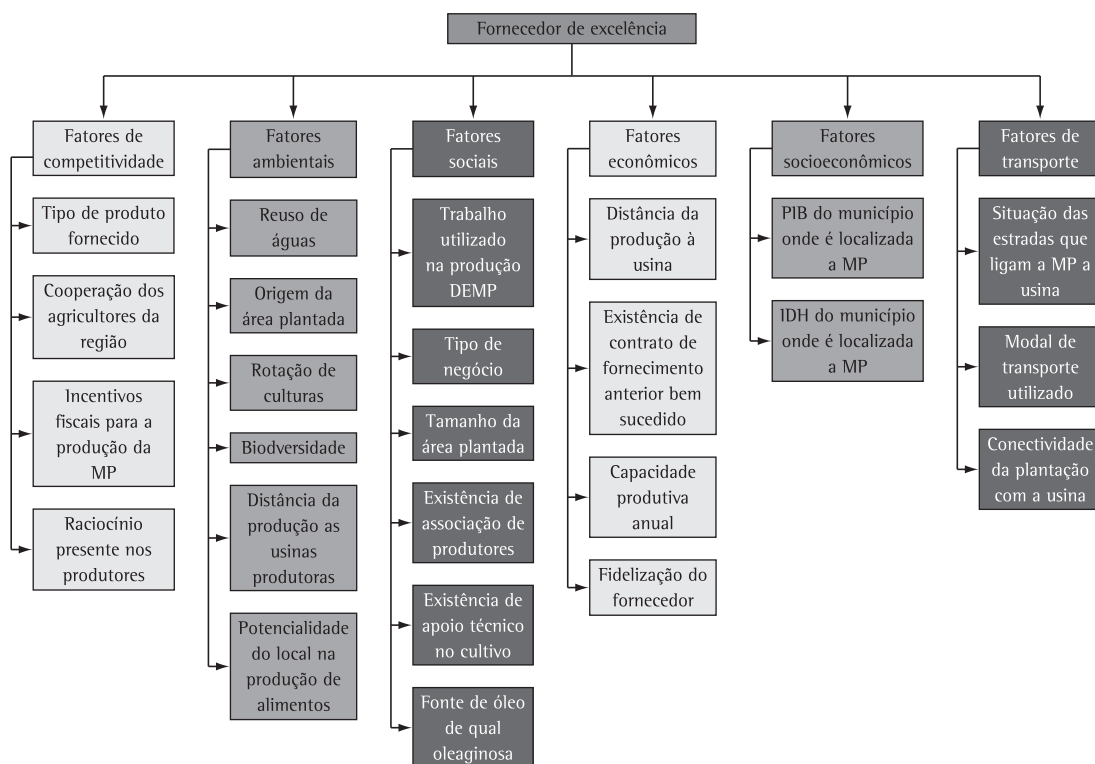 Fornecedor de excelência
Fatores de
competitividade
Tipo de produto
fornecido
Cooperação dos
agricultores da
região
Incentivos
fiscais para a
produção da
MP
Raciocínio
presente nos
produtores
Fatores
ambientais
Reuso de
águas
Origem da
área plantada
Rotação de
culturas
Biodversidade
Distância da
produção as
usinas
produtoras
Potencialidade
do local na
produção de
alimentos
Fatores
sociais
Trabalho
utilizado
na produção
DEMP
Tipo de
negócio
Tamanho da
área plantada
Existência de
associação de
produtores
Existência de
apoio técnico
no cultivo
Fonte de óleo
de qual
oleaginosa
Fatores
econômicos
Distância da
produção à
usina
Existência de
contrato de
fornecimento
anterior bem
sucedido
Capacidade
produtiva
anual
Fidelização do
fornecedor
Fatores
socioeconômicos
PIB do município
onde é localizada
a MP
IDH do município
onde é localizada
a MP
Fatores de
transporte
Situação das
estradas que
ligam a MP a
usina
Modal de
transporte
utilizado
Conectividade
da plantação
com a usina